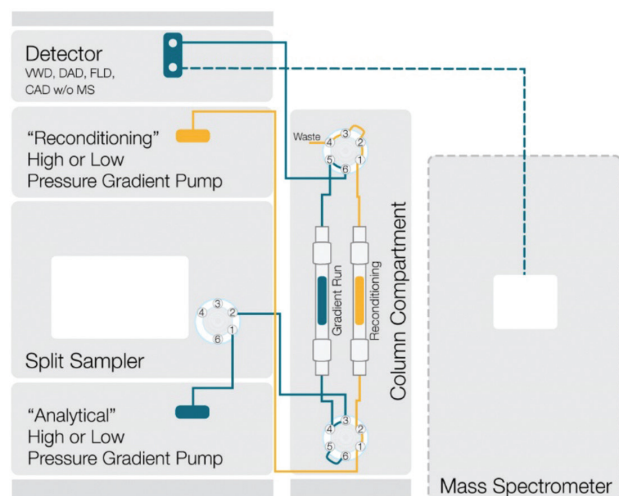 Detector
VWD, DAD, FLD,
CAD w/o MS
“Reconditioning”
High or Low
Pressure Gradient Pump
Split Sampler
3
4
2
1
6
“Analytical”
High or Low
Pressure Gradient Pump
Waste
3
4
2
5
1
6
Gradient Run
Reconditioning
Column Compartment
3
4
2
5
1
6
Mass Spectrometer